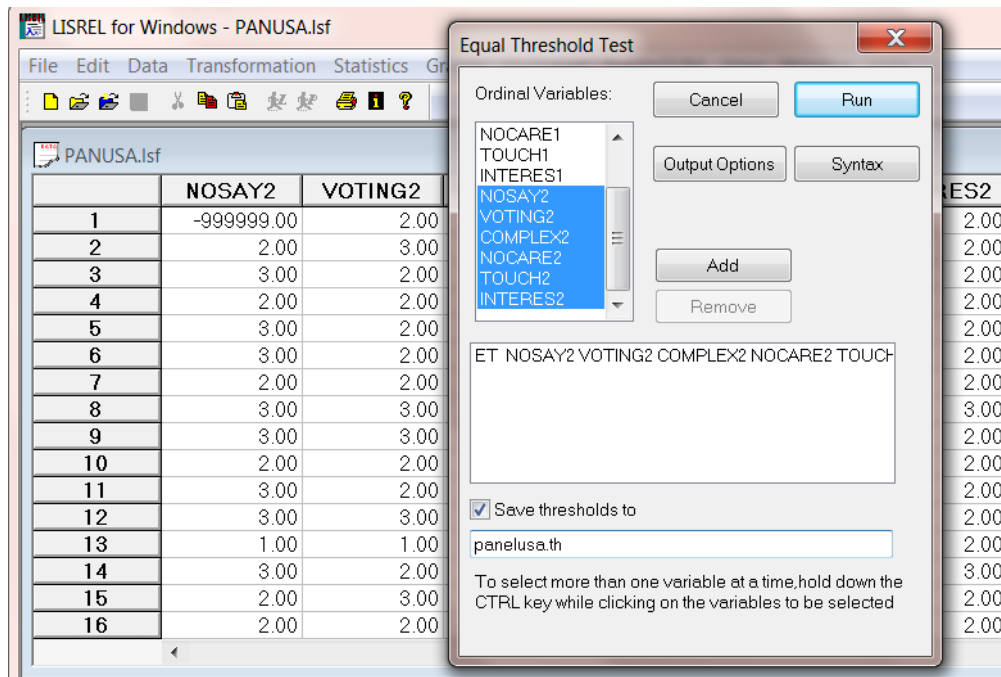 LISREL for Windows - PANUSA.lsf
File Edit Data Transformation Statistics Gr
PANUSA.lsf
NOSAY2 VOTING2 RES2
1 -999999.00 2.00 2.00
2 2.00 3.00 2.00
3 3.00 2.00 2.00
4 2.00 2.00 2.00
5 3.00 2.00 2.00
6 3.00 2.00 2.00
7 2.00 2.00 2.00
8 3.00 2.00 3.00
9 3.00 2.00 2.00
10 2.00 2.00 2.00
11 3.00 2.00 2.00
12 3.00 3.00 2.00
13 1.00 1.00 2.00
14 3.00 2.00 3.00
15 2.00 3.00 2.00
16 2.00 2.00 2.00
Equal Threshold Test
Ordinal Variables:
Cancel Run
NOCARE1
TOUCH1
INTERES1
NOSAY2
VOTING2
COMPLEX2
NOCARE2
TOUCH2
INTERES2
Output Options Syntax
Add
Remove
ET NOSAY2 VOTING2 COMPLEX2 NOCARE2 TOUCH
Save thresholds to
panelusa.th
To select more than one variable at a time,hold down the
CTRL key while clicking on the variables to be selected